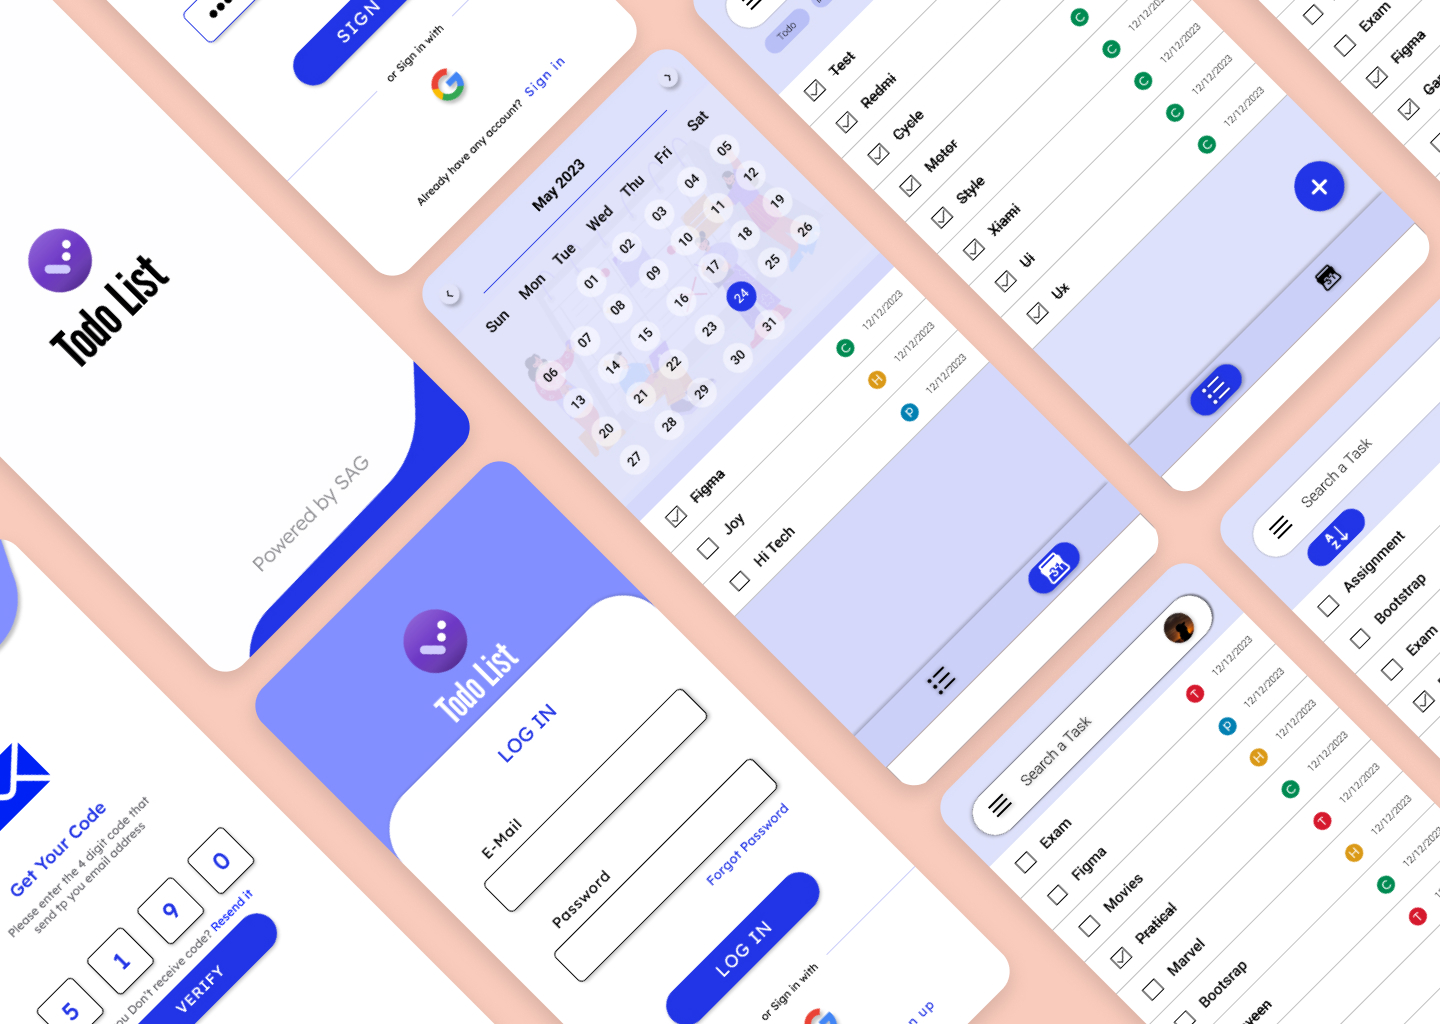 SIGN
or Sign in with
Already have any account? Sign in
Todo List
Powered by SAG
Get Your Code
Please enter the 4 digit code that
send tp you email address
5 1 9 0
you Don't receive code? Resend it
VERIFY
May 2023
Sun Mon Tue Wed Thu Fri Sat
01 02 03 04 05
06 07 08 09 10 11 12
13 14 15 16 17 18 19
20 21 22 23 24 25 26
27 28 29 30 31
Figma C 12/12/2023
Joy H 12/12/2023
Hi Tech P 12/12/2023
31
Todo List
LOG IN
E-Mail
Password
Forgot Password
LOG IN
or Sign in with
up
Todo
Test
Redmi C 12/12/2023
Cycle C 12/12/2023
Motor C 12/12/2023
Style C 12/12/2023
Xiami C 12/12/2023
Ui
Ux
31
Search a Task
Exam T 12/12/2023
Figma P 12/12/2023
Movies H 12/12/2023
Pratical C 12/12/2023
Marvel T 12/12/2023
Bootsrap H 12/12/2023
C 12/12/2023
T
Exam
Figma
Search a Task
A
Z
Assignment
Bootstrap
Exam